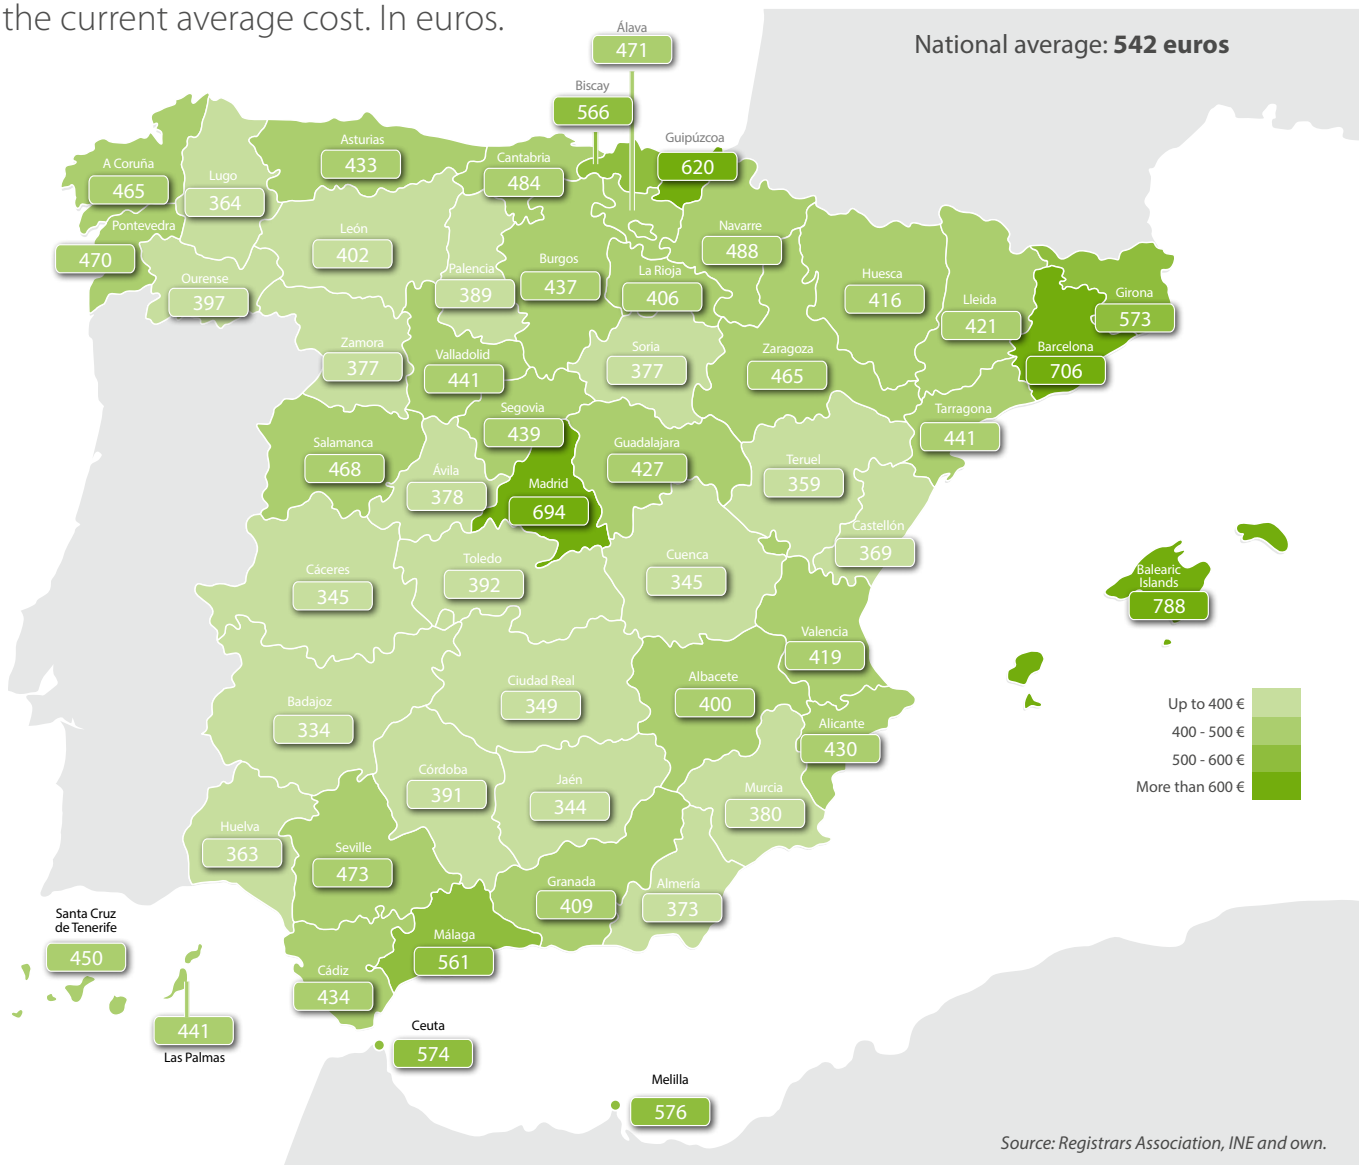 the current average cost. In euros.
National average: 542 euros
Álava
471
Biscay
566
Guipúzcoa
620
Asturias
433
Cantabria
484
A Coruña
465
Lugo
364
Pontevedra
470
León
402
Navarre
488
Ourense
397
Palencia
389
Burgos
437
La Rioja
406
Huesca
416
Lleida
421
Girona
573
Zamora
377
Valladolid
441
Soria
377
Zaragoza
465
Barcelona
706
Segovia
439
Tarragona
441
Salamanca
468
Ávila
378
Guadalajara
427
Teruel
359
Madrid
694
Castellón
369
Cáceres
345
Toledo
392
Cuenca
345
Balearic
Islands
788
Valencia
419
Badajoz
334
Ciudad Real
349
Albacete
400
Alicante
430
Up to 400 €
400 - 500 €
500 - 600 €
More than 600 €
Córdoba
391
Jaén
344
Murcia
380
Huelva
363
Seville
473
Granada
409
Almería
373
Santa Cruz
de Tenerife
450
Málaga
561
Cádiz
434
441
Las Palmas
Ceuta
574
Melilla
576
Source: Registrars Association, INE and own.